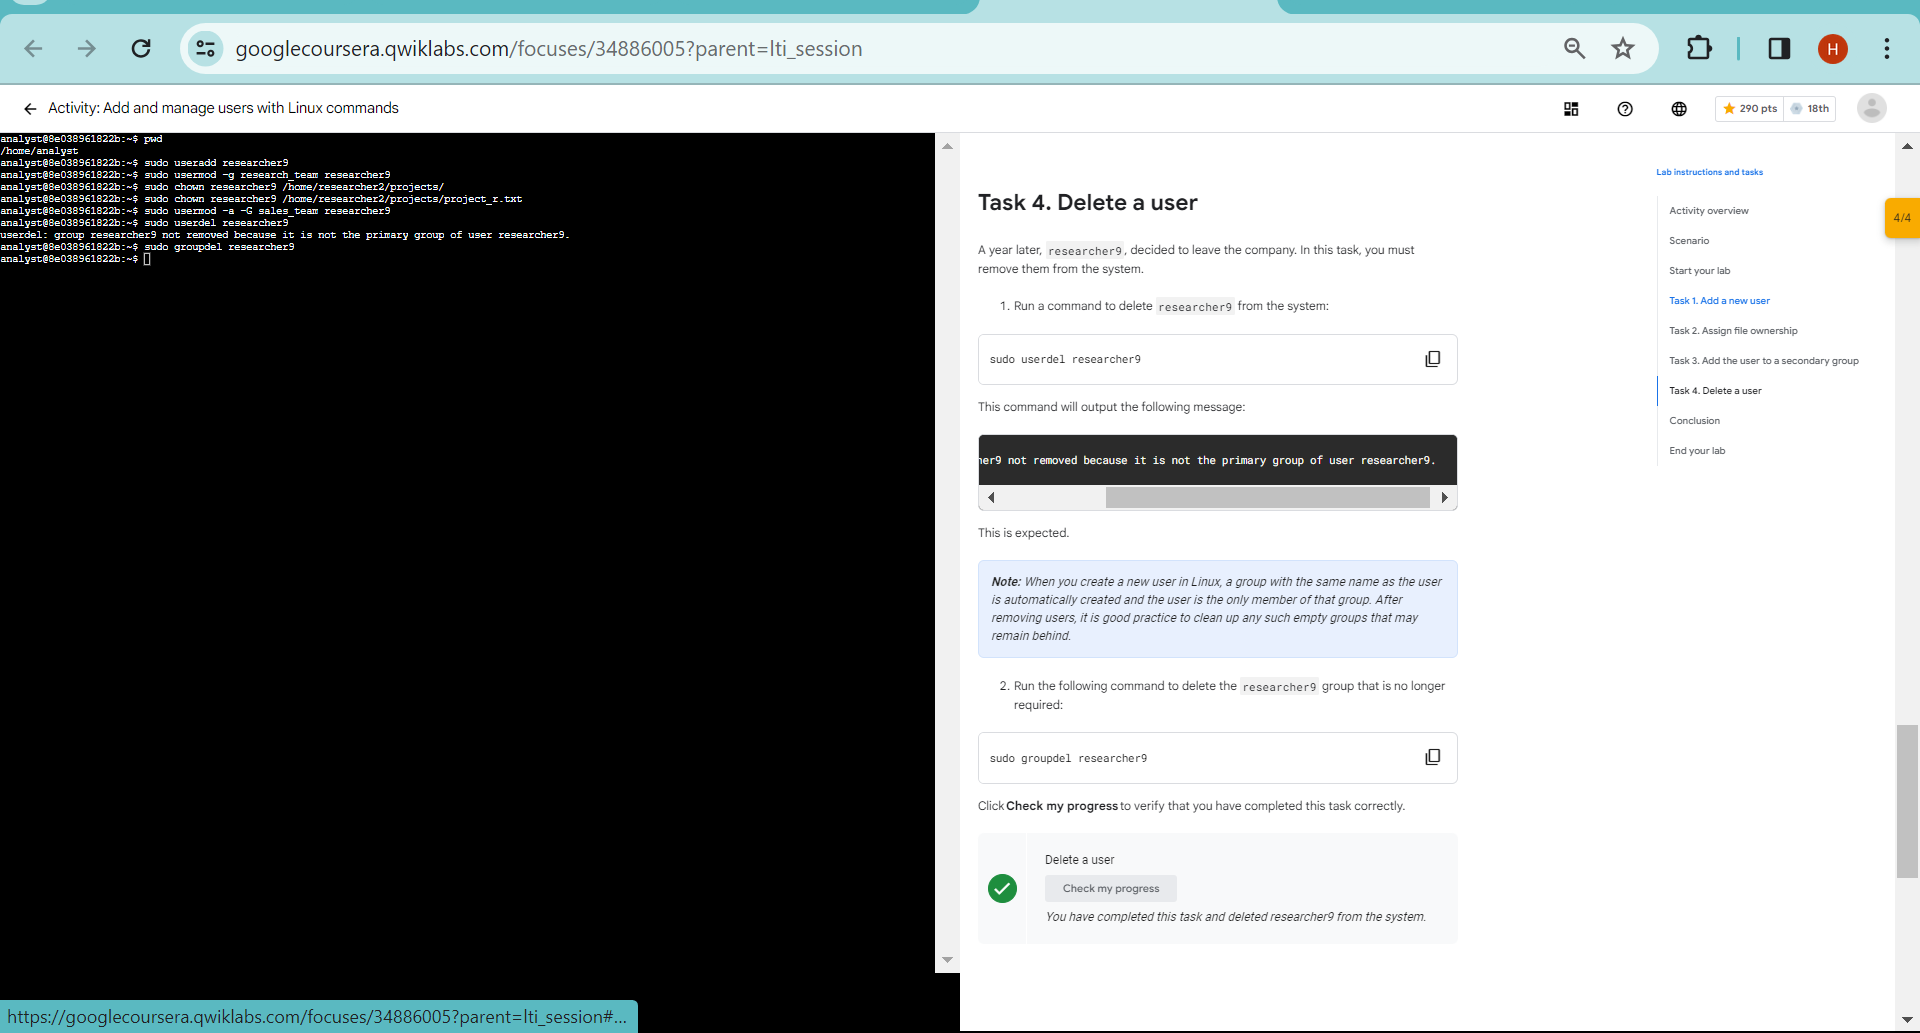 googlecoursera.qwiklabs.com/focuses/34886005?parent=lti_session
H
Activity: Add and manage users with Linux commands
290 pts
18th
analyst@8e038961822b:~$ pwd
/home/analyst
analyst@8e038961822b:~$ sudo useradd researcher9
analyst@8e038961822b:~$ sudo usermod -g research_team researcher9
analyst@8e038961822b:~$ sudo chown researcher9 /home/researcher2/projects/
analyst@8e038961822b:~$ sudo chown researcher9 /home/researcher2/projects/project_r.txt
analyst@8e038961822b:~$ sudo usermod -a -G sales_team researcher9
analyst@8e038961822b:~$ sudo userdel researcher9
userdel: group researcher9 not removed because it is not the primary group of user researcher9.
analyst@8e038961822b:~$ sudo groupdel researcher9
analyst@8e038961822b:~$
Task 4. Delete a user
A year later, researcher9, decided to leave the company. In this task, you must
remove them from the system.
1. Run a command to delete researcher9 from the system:
sudo userdel researcher9
This command will output the following message:
her9 not removed because it is not the primary group of user researcher9.
This is expected.
Note: When you create a new user in Linux, a group with the same name as the user
is automatically created and the user is the only member of that group. After
removing users, it is good practice to clean up any such empty groups that may
remain behind.
2. Run the following command to delete the researcher9 group that is no longer
required:
sudo groupdel researcher9
Click Check my progress to verify that you have completed this task correctly.
Delete a user
Check my progress
You have completed this task and deleted researcher9 from the system.
Lab instructions and tasks
Activity overview
Scenario
Start your lab
Task 1. Add a new user
Task 2. Assign file ownership
Task 3. Add the user to a secondary group
Task 4. Delete a user
Conclusion
End your lab
4/4
https://googlecoursera.qwiklabs.com/focuses/34886005?parent=lti_session#...